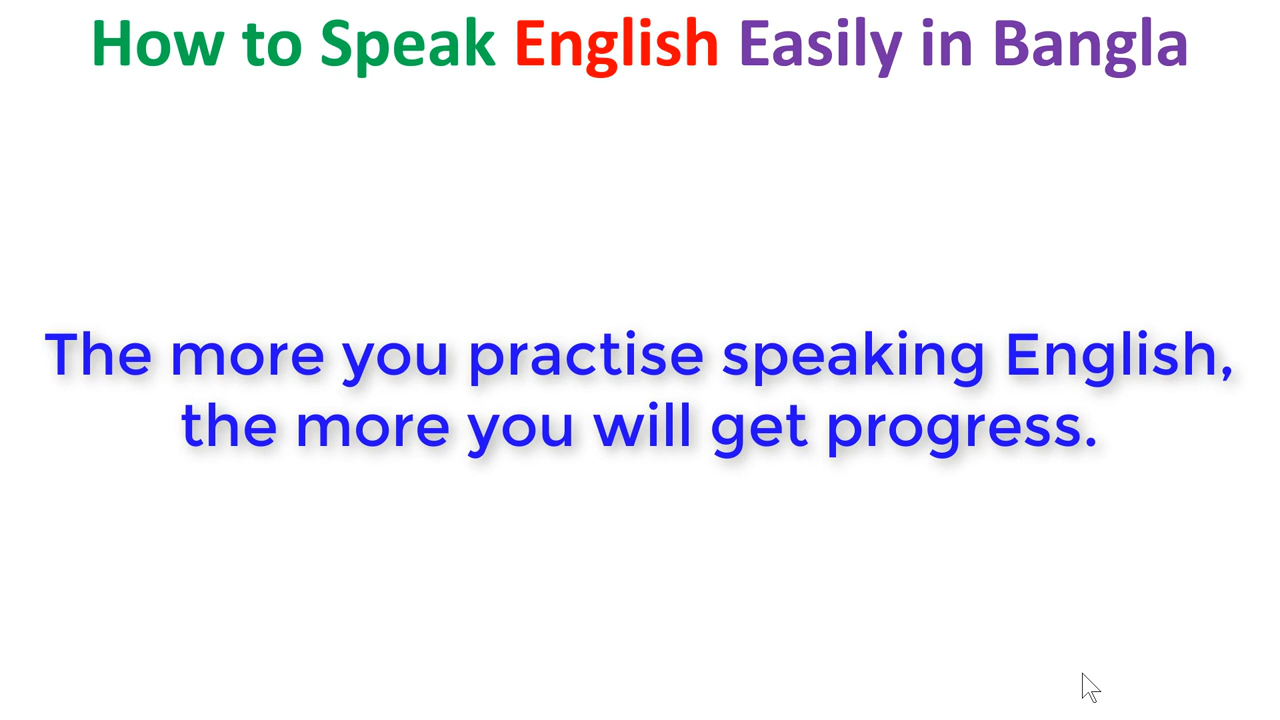 How to Speak English Easily in Bangla
The more you practise speaking English,
the more you will get progress.